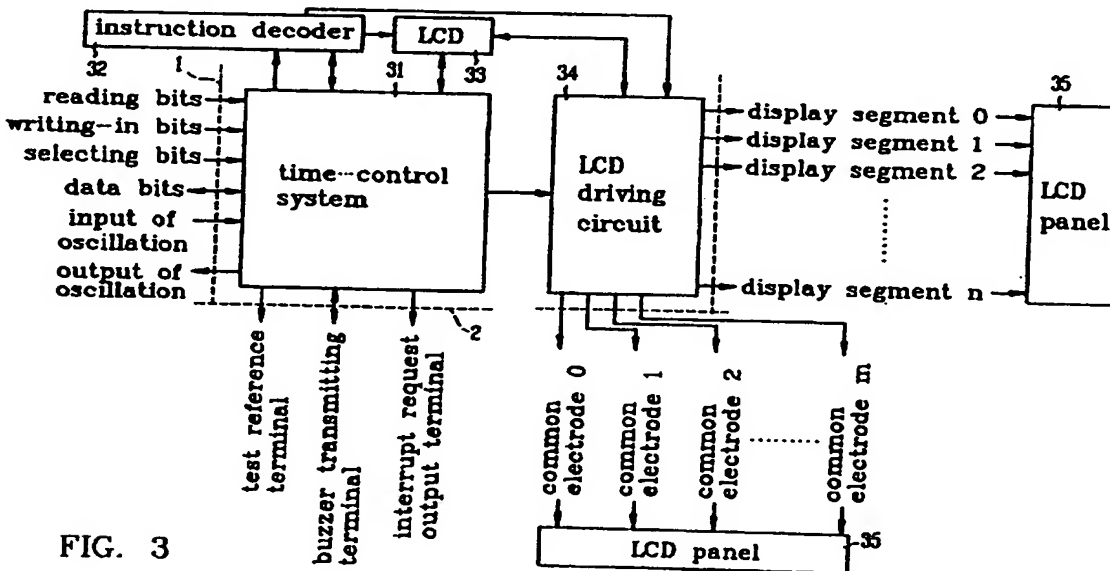 instruction decoder
LCD
32
33
1
31
34
35
reading bits
writing-in bits
selecting bits
data bits
input of
oscillation
output of
oscillation
time---control
system
LCD
driving
circuit
display segment 0
display segment 1
display segment 2
display segment n
LCD
panel
2
test reference
terminal
buzzer transmitting
terminal
interrupt request
output terminal
common
electrode 0
common
electrode 1
common
electrode 2
common
electrode m
LCD panel
35
FIG. 3